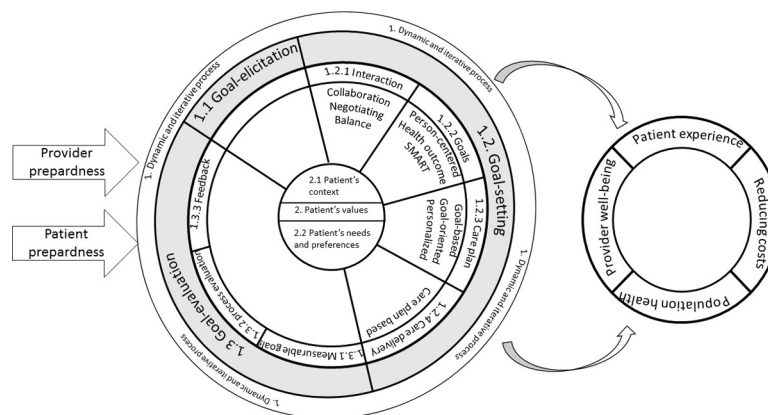 Provider
prepardness
Patient
prepardness
1. Dynamic and iterative process
1. Dynamic and iterative process
1. Dynamic and iterative process
1. Dynamic and iterative process
1.1 Goal-elicitation
1.2. Goal-setting
1.2.1 Interaction
Collaboration
Negotiating
Balance
1.2.2 Goals
Person-centered
Health outcome
SMART
1.2.3 Care plan
Goal-based
Goal-oriented
Personalized
1.2.4 Care delivery
Care plan based
1.3 Goal-evaluation
1.3.1 Measurable goals
1.3.2 process evaluation
1.3.3 Feedback
2.1 Patient's
context
2. Patient's values
2.2 Patient's needs
and preferences
Patient experience
Reducing costs
Population health
Provider well-being